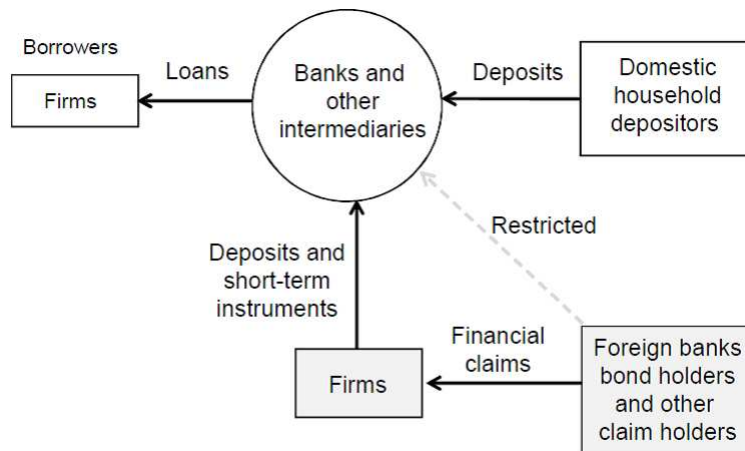 Borrowers
Firms
Loans
Banks and
other
intermediaries
Deposits
Domestic
household
depositors
Restricted
Deposits and
short-term
instruments
Firms
Financial
claims
Foreign banks
bond holders
and other
claim holders